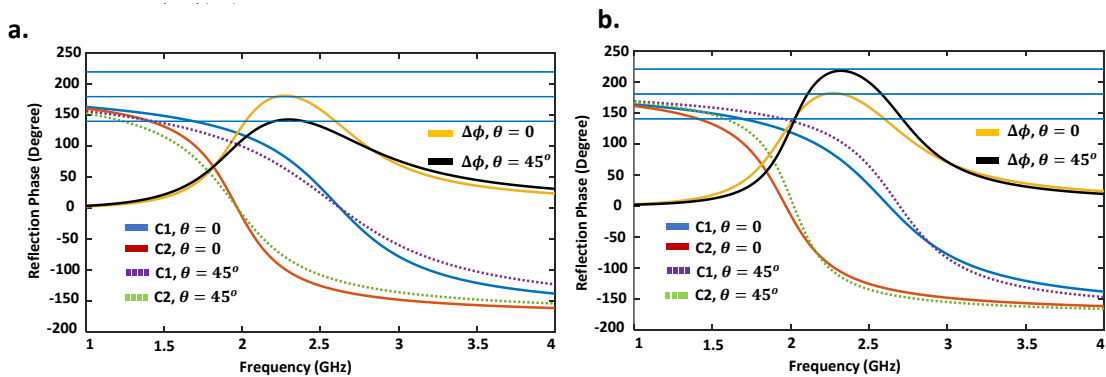 a.
250
200
150
100
50
0
-50
-100
-150
-200
Reflection Phase (Degree)
Δϕ, θ = 0
Δϕ, θ = 45°
C1, θ = 0
C2, θ = 0
C1, θ = 45°
C2, θ = 45°
1 1.5 2 2.5 3 3.5 4
Frequency (GHz)
b.
250
200
150
100
50
0
-50
-100
-150
-200
Reflection Phase (Degree)
Δϕ, θ = 0
Δϕ, θ = 45°
C1, θ = 0
C2, θ = 0
C1, θ = 45°
C2, θ = 45°
1 1.5 2 2.5 3 3.5 4
Frequency (GHz)